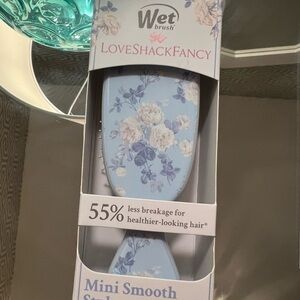 Wet
brush
LOVESHACKFANCY
55% less breakage for
healthier-looking hair*
Mini Smooth